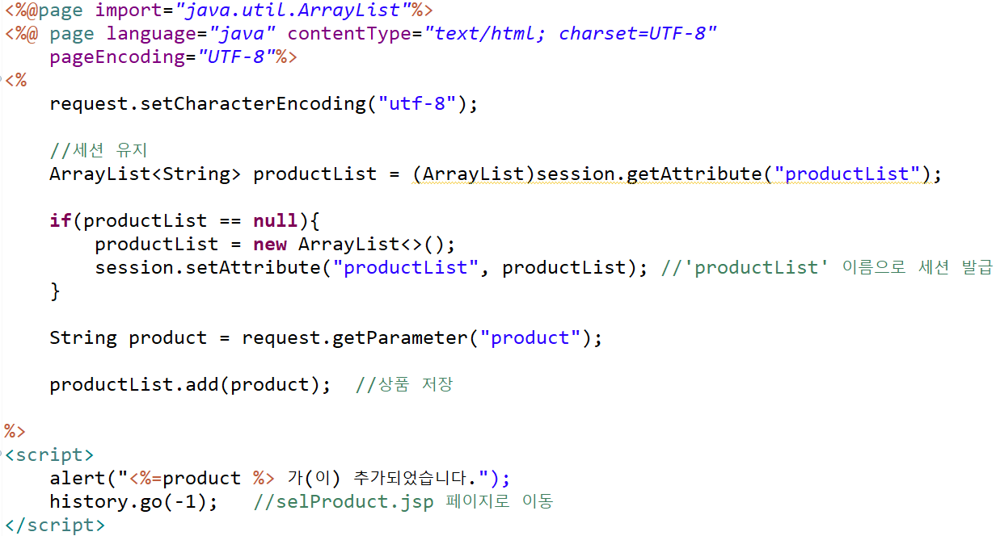 <%@page import="java.util.ArrayList"%>
<%@ page language="java" contentType="text/html; charset=UTF-8"
    pageEncoding="UTF-8"%>
<%
    request.setCharacterEncoding("utf-8");
    //세션 유지
    ArrayList<String> productList = (ArrayList)session.getAttribute("productList");
    if(productList == null){
        productList = new ArrayList<>();
        session.setAttribute("productList", productList); //'productList' 이름으로 세션 발급
    }
    String product = request.getParameter("product");
    productList.add(product);  //상품 저장
%>
<script>
    alert("<%=product %> 가(이) 추가되었습니다.");
    history.go(-1);   //selProduct.jsp 페이지로 이동
</script>